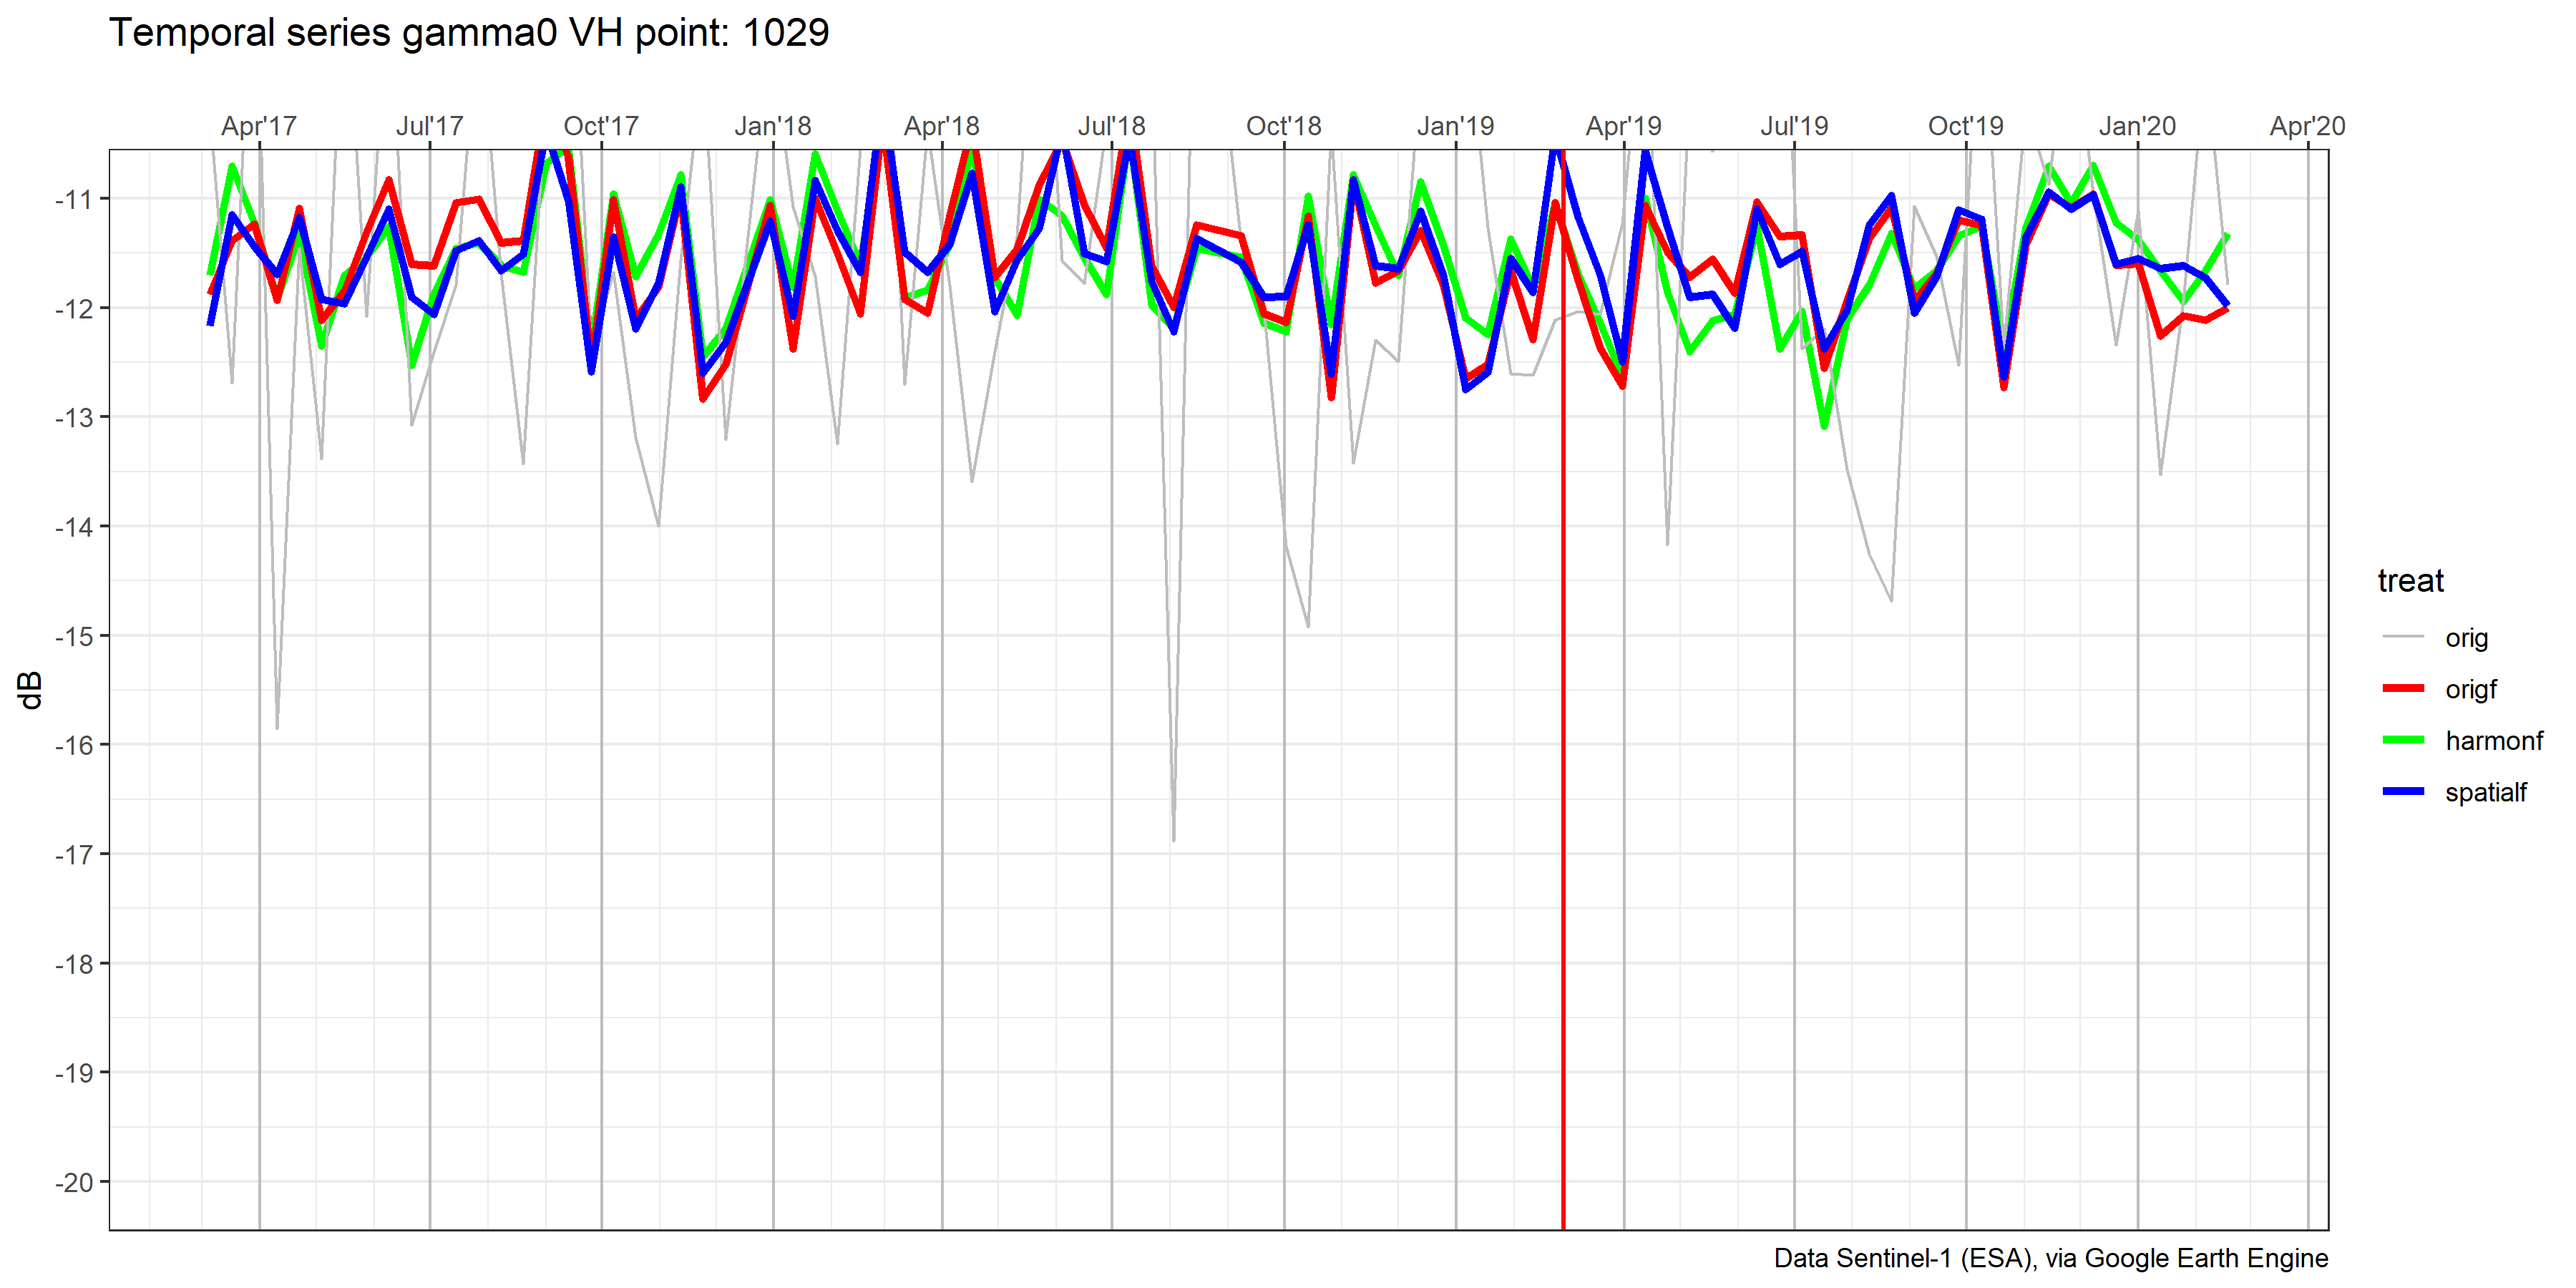 Temporal series gamma0 VH point: 1029
Apr'17 Jul'17 Oct'17 Jan'18 Apr'18 Jul'18 Oct'18 Jan'19 Apr'19 Jul'19 Oct'19 Jan'20 Apr'20
-11
-12
-13
-14
-15
-16
-17
-18
-19
-20
dB
treat
orig
origf
harmonf
spatialf
Data Sentinel-1 (ESA), via Google Earth Engine